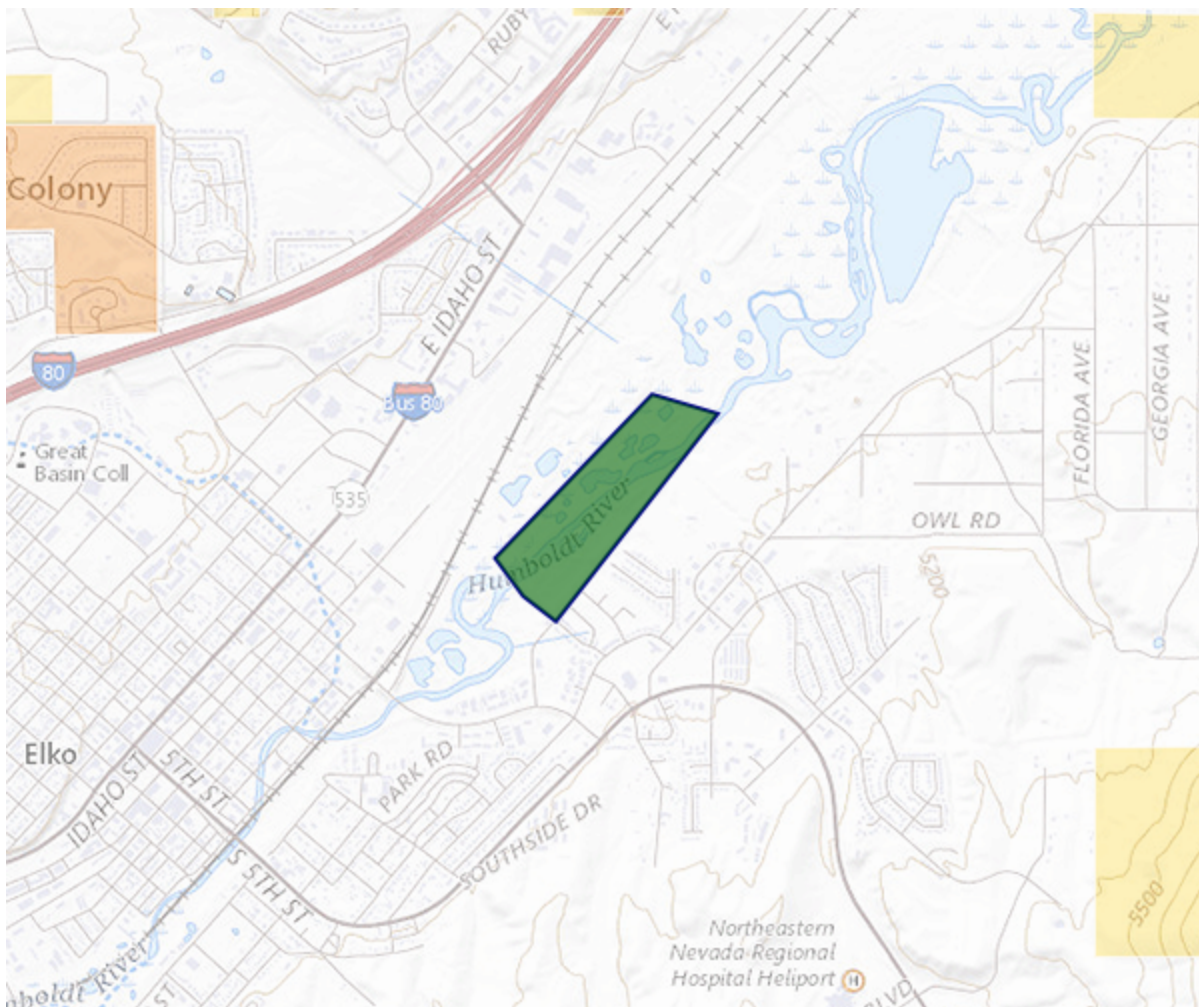 RUBY
E I
Colony
E IDAHO ST
80
Bus 80
Great
Basin Coll
535
FLORIDA AVE
GEORGIA AVE
OWL RD
5200
Humboldt River
Elko
IDAHO ST
5TH ST
PARK RD
SOUTHSIDE DR
S 5TH ST
5500
Northeastern
Nevada Regional
Hospital Heliport
H
BLVD
mboldt River
ST